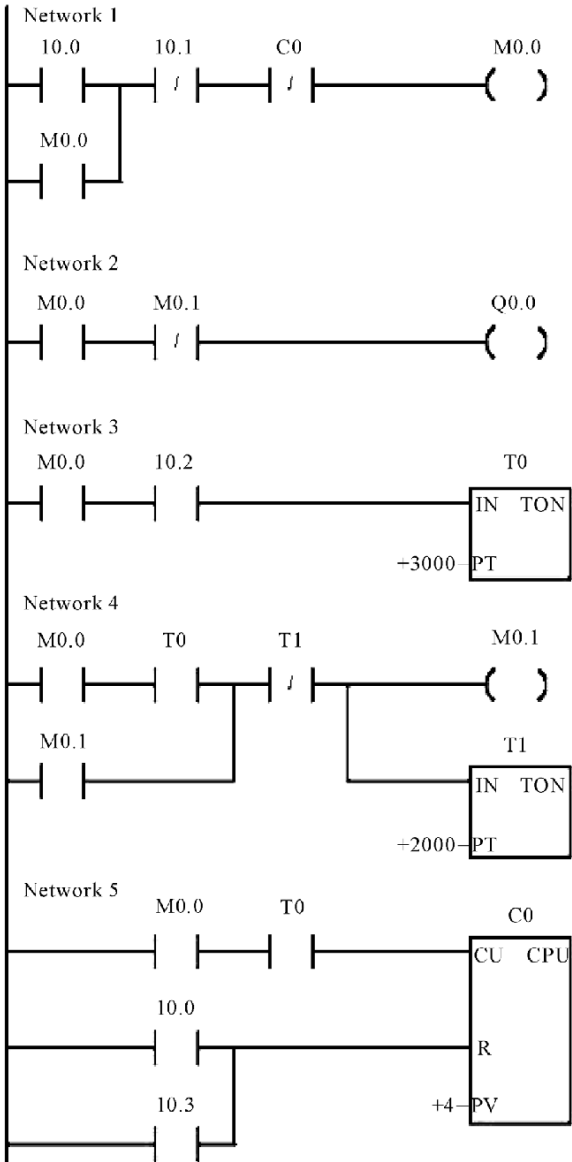 Network 1
10.0 10.1 C0 M0.0
M0.0
Network 2
M0.0 M0.1 Q0.0
Network 3
M0.0 10.2 T0
IN TON
+3000 PT
Network 4
M0.0 T0 T1 M0.1
M0.1 T1
IN TON
+2000 PT
Network 5
M0.0 T0 C0
CU CPU
10.0
R
10.3 +4 PV